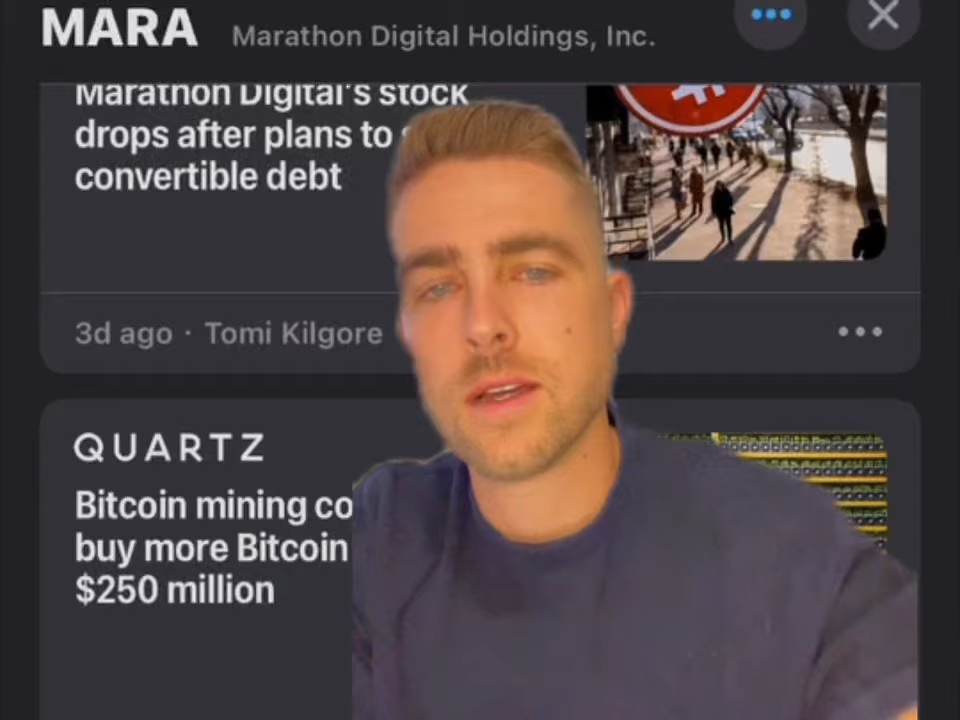 MARA Marathon Digital Holdings, Inc.
Marathon Digital's stock
drops after plans to
convertible debt
3d ago · Tomi Kilgore
QUARTZ
Bitcoin mining co
buy more Bitcoin
$250 million